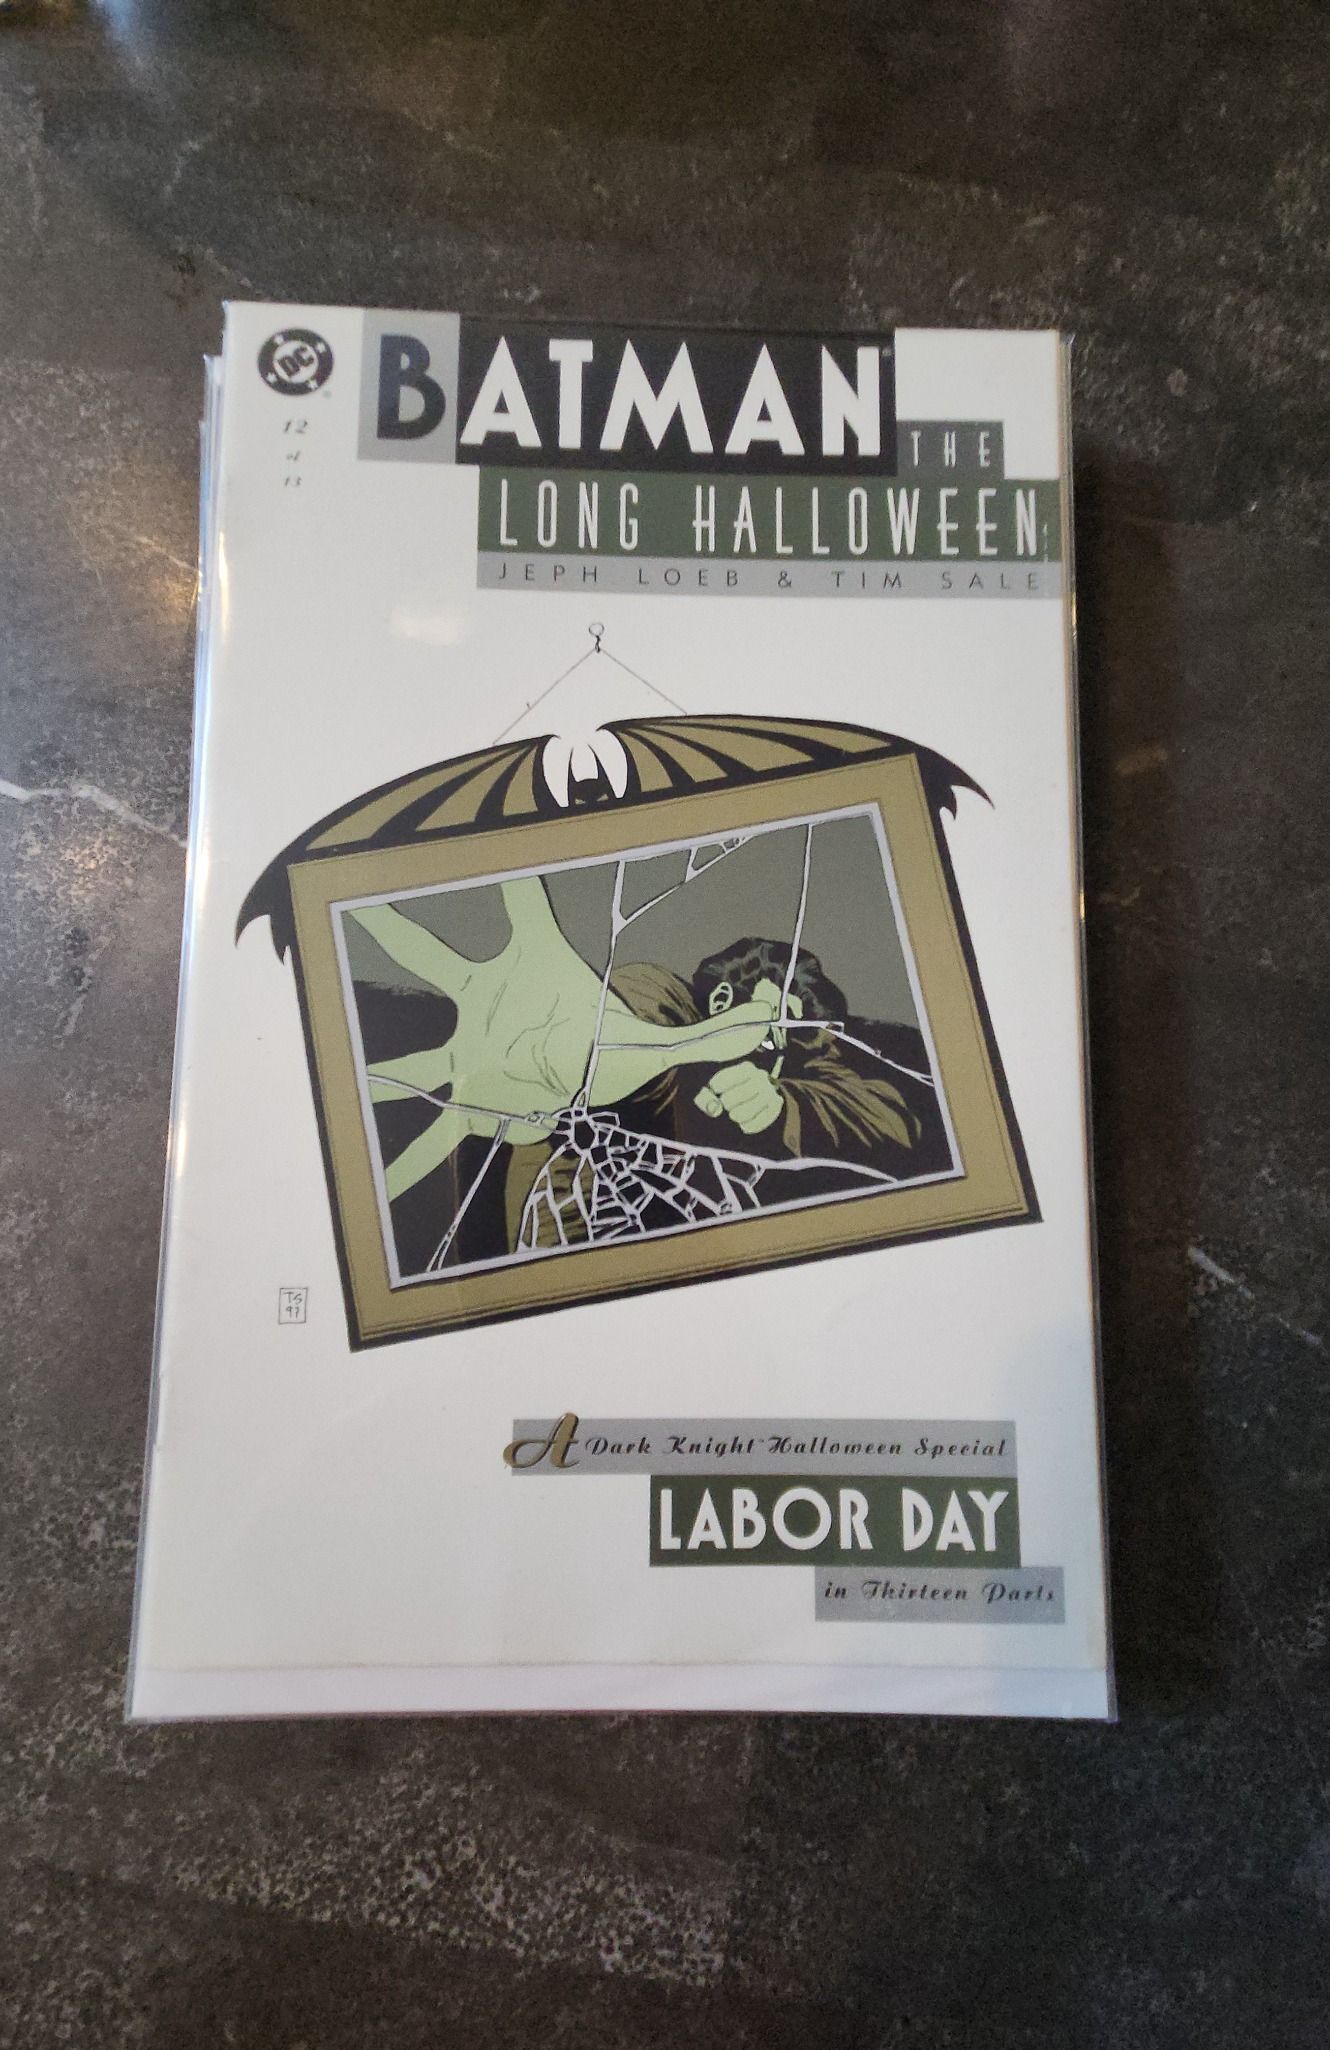 DC
12
of
13
BATMAN
THE
LONG HALLOWEEN
JEPH LOEB & TIM SALE
TS
97
A Dark Knight™ Halloween Special
LABOR DAY
in Thirteen Parts